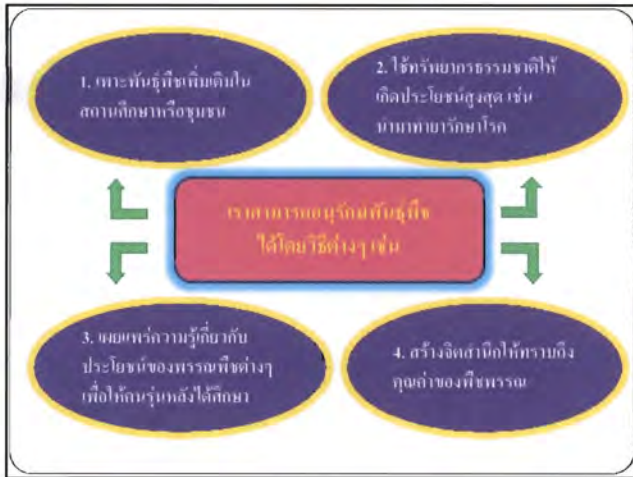 1. เพาะพันธุ์พืชเพิ่มเติมใน
สถานศึกษาหรือชุมชน
2. ใช้ทรัพยากรธรรมชาติให้
เกิดประโยชน์สูงสุด เช่น
นำมาทำยารักษาโรค
เราสามารถอนุรักษ์พันธุ์พืช
ได้โดยวิธีต่างๆ เช่น
3. เผยแพร่ความรู้เกี่ยวกับ
ประโยชน์ของพรรณพืชต่างๆ
เพื่อให้คนรุ่นหลังได้ศึกษา
4. สร้างจิตสำนึกให้ทราบถึง
คุณค่าของพืชพรรณ